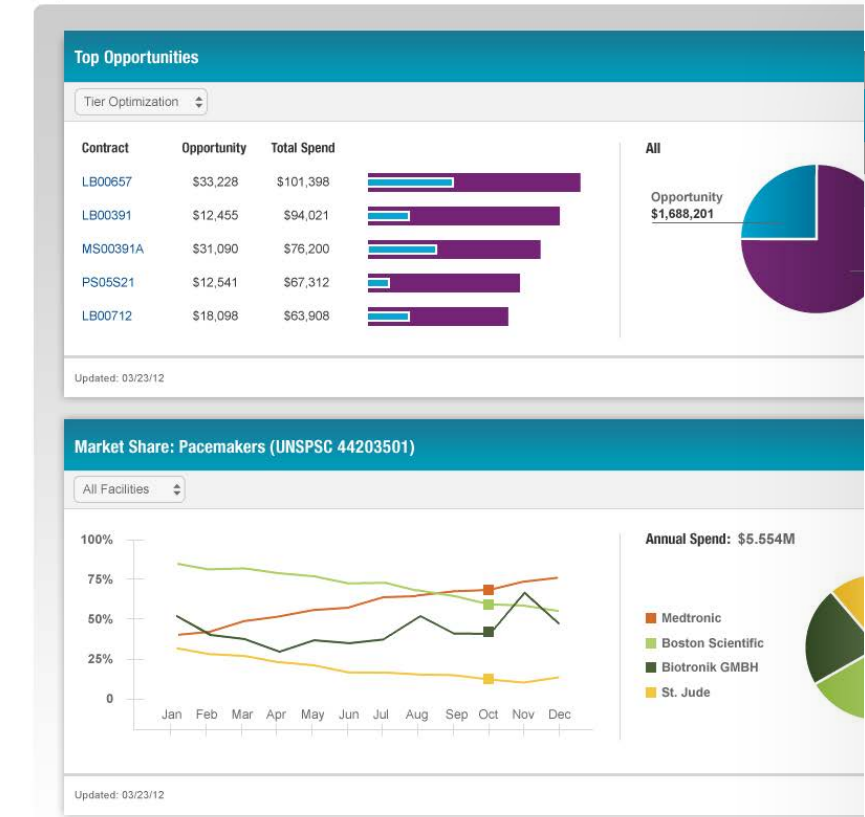 Top Opportunities
Tier Optimization
Contract Opportunity Total Spend
LB00657 $33,228 $101,398
LB00391 $12,455 $94,021
MS00391A $31,090 $76,200
PS05S21 $12,541 $67,312
LB00712 $18,098 $63,908
All
Opportunity
$1,688,201
Updated: 03/23/12
Market Share: Pacemakers (UNSPSC 44203501)
All Facilities
100%
75%
50%
25%
0
Jan Feb Mar Apr May Jun Jul Aug Sep Oct Nov Dec
Annual Spend: $5.554M
Medtronic
Boston Scientific
Biotronik GMBH
St. Jude
Updated: 03/23/12